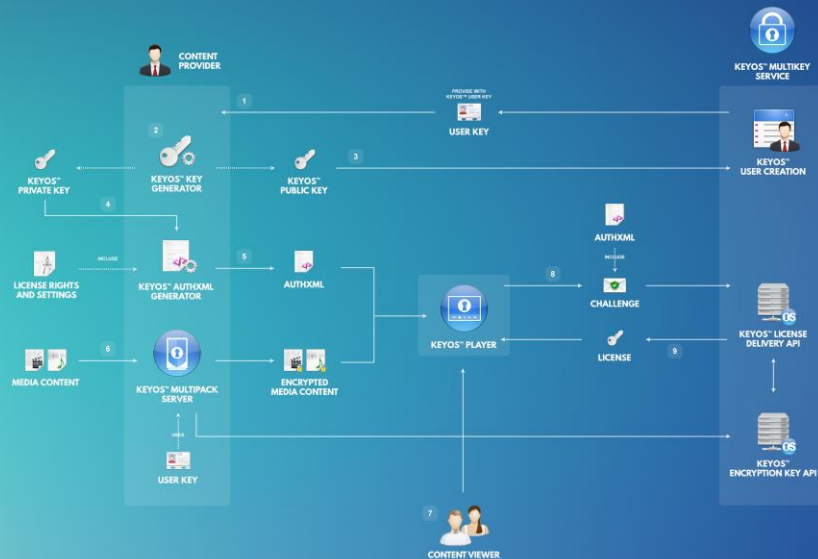 CONTENT
PROVIDER
KEYOS™ MULTIKEY
SERVICE
1
PROVIDE WITH
KEYOS™ USER KEY
USER KEY
2
KEYOS™
PRIVATE KEY
KEYOS™ KEY
GENERATOR
KEYOS™
PUBLIC KEY
3
KEYOS™
USER CREATION
4
LICENSE RIGHTS
AND SETTINGS
INCLUDE
KEYOS™ AUTHXML
GENERATOR
5
AUTHXML
AUTHXML
INCLUDE
8
CHALLENGE
KEYOS™ PLAYER
LICENSE
9
OS
KEYOS™ LICENSE
DELIVERY API
MEDIA CONTENT
6
KEYOS™ MULTIPACK
SERVER
ENCRYPTED
MEDIA CONTENT
USES
USER KEY
OS
KEYOS™
ENCRYPTION KEY API
7
CONTENT VIEWER